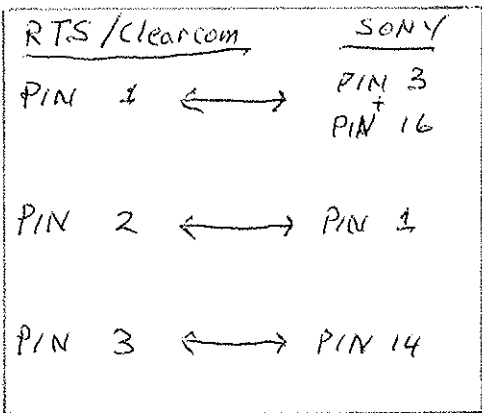 RTS/Clearcom SONY
PIN 1 ⟷ PIN 3
+
PIN 16
PIN 2 ⟷ PIN 1
PIN 3 ⟷ PIN 14